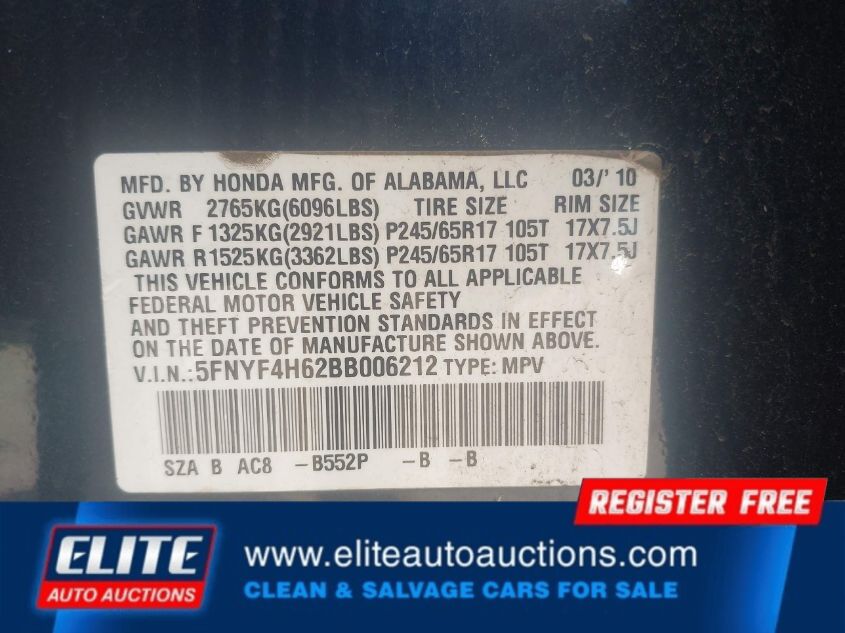 MFD. BY HONDA MFG. OF ALABAMA, LLC 03/'10
GVWR 2765KG(6096LBS) TIRE SIZE RIM SIZE
GAWR F 1325KG(2921LBS) P245/65R17 105T 17X7.5J
GAWR R 1525KG(3362LBS) P245/65R17 105T 17X7.5J
THIS VEHICLE CONFORMS TO ALL APPLICABLE
FEDERAL MOTOR VEHICLE SAFETY
AND THEFT PREVENTION STANDARDS IN EFFECT
ON THE DATE OF MANUFACTURE SHOWN ABOVE.
V.I.N.:5FNYF4H62BB006212 TYPE: MPV
SZA B AC8 -B552P -B -B
REGISTER FREE
ELITE
AUTO AUCTIONS
www.eliteautoauctions.com
CLEAN & SALVAGE CARS FOR SALE